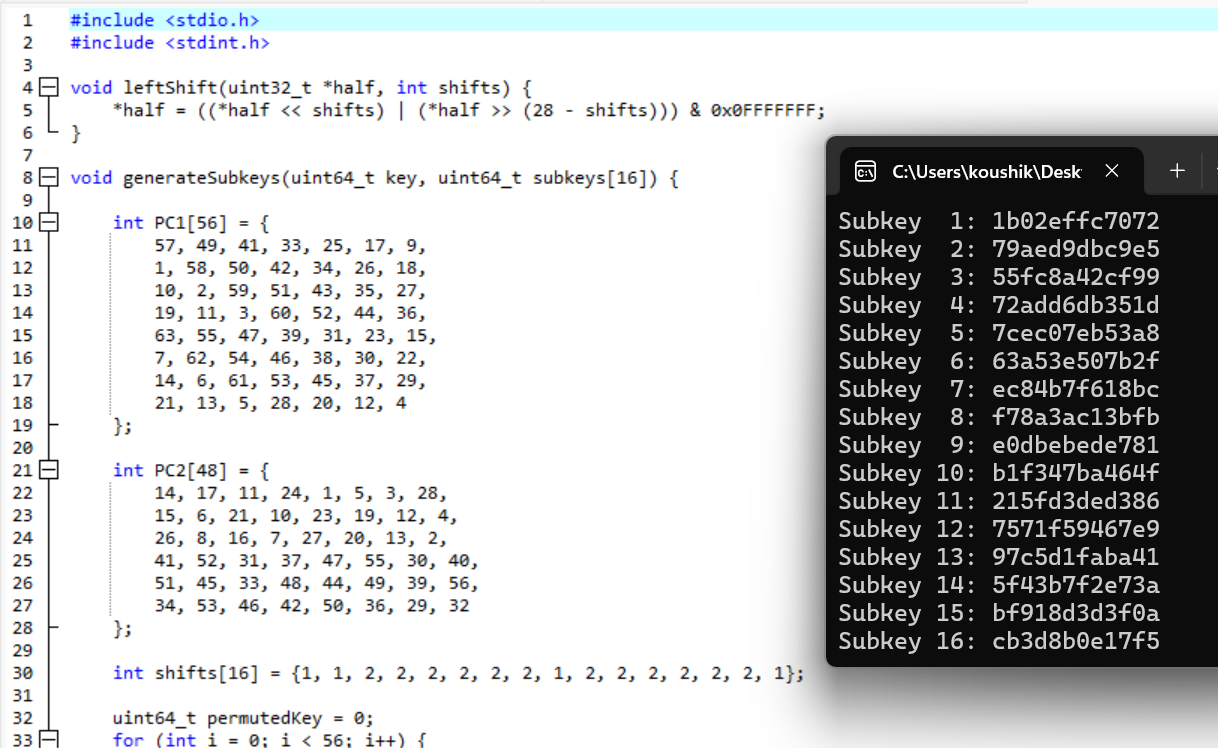 1 #include <stdio.h>
2 #include <stdint.h>
3
4 void leftShift(uint32_t *half, int shifts) {
5     *half = ((*half << shifts) | (*half >> (28 - shifts))) & 0x0FFFFFFF;
6 }
7
8 void generateSubkeys(uint64_t key, uint64_t subkeys[16]) {
9
10     int PC1[56] = {
11         57, 49, 41, 33, 25, 17, 9,
12         1, 58, 50, 42, 34, 26, 18,
13         10, 2, 59, 51, 43, 35, 27,
14         19, 11, 3, 60, 52, 44, 36,
15         63, 55, 47, 39, 31, 23, 15,
16         7, 62, 54, 46, 38, 30, 22,
17         14, 6, 61, 53, 45, 37, 29,
18         21, 13, 5, 28, 20, 12, 4
19     };
20
21     int PC2[48] = {
22         14, 17, 11, 24, 1, 5, 3, 28,
23         15, 6, 21, 10, 23, 19, 12, 4,
24         26, 8, 16, 7, 27, 20, 13, 2,
25         41, 52, 31, 37, 47, 55, 30, 40,
26         51, 45, 33, 48, 44, 49, 39, 56,
27         34, 53, 46, 42, 50, 36, 29, 32
28     };
29
30     int shifts[16] = {1, 1, 2, 2, 2, 2, 2, 2, 1, 2, 2, 2, 2, 2, 2, 1};
31
32     uint64_t permutedKey = 0;
33     for (int i = 0; i < 56; i++) {
C:\Users\koushik\Desk
Subkey  1: 1b02effc7072
Subkey  2: 79aed9dbc9e5
Subkey  3: 55fc8a42cf99
Subkey  4: 72add6db351d
Subkey  5: 7cec07eb53a8
Subkey  6: 63a53e507b2f
Subkey  7: ec84b7f618bc
Subkey  8: f78a3ac13bfb
Subkey  9: e0dbebede781
Subkey 10: b1f347ba464f
Subkey 11: 215fd3ded386
Subkey 12: 7571f59467e9
Subkey 13: 97c5d1faba41
Subkey 14: 5f43b7f2e73a
Subkey 15: bf918d3d3f0a
Subkey 16: cb3d8b0e17f5